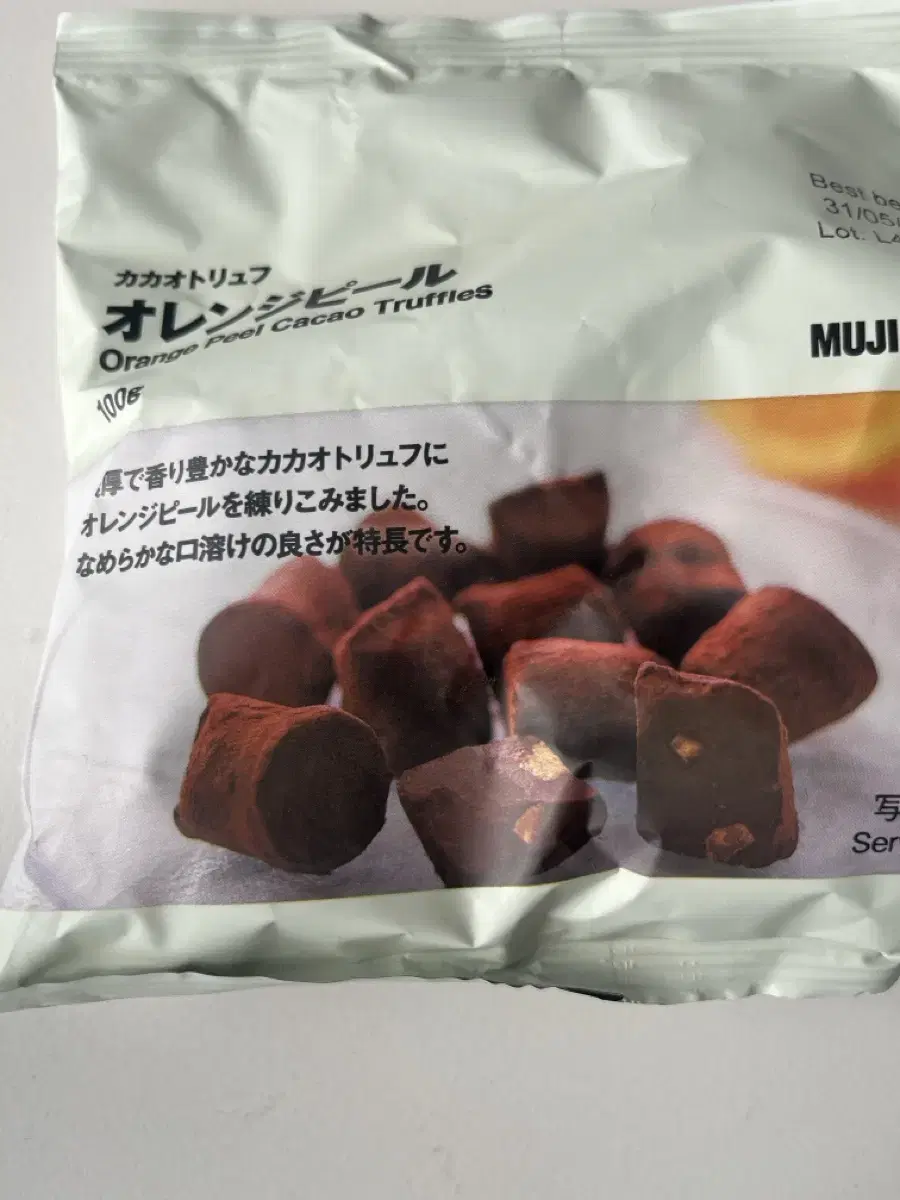 カカオトリュフ
オレンジピール
Orange Peel Cacao Truffles
100g
Best be
31/05/
Lot. L4
MUJI
厚で香り豊かなカカオトリュフに
オレンジピールを練りこみました。
なめらかな口溶けの良さが特長です。
写
Ser